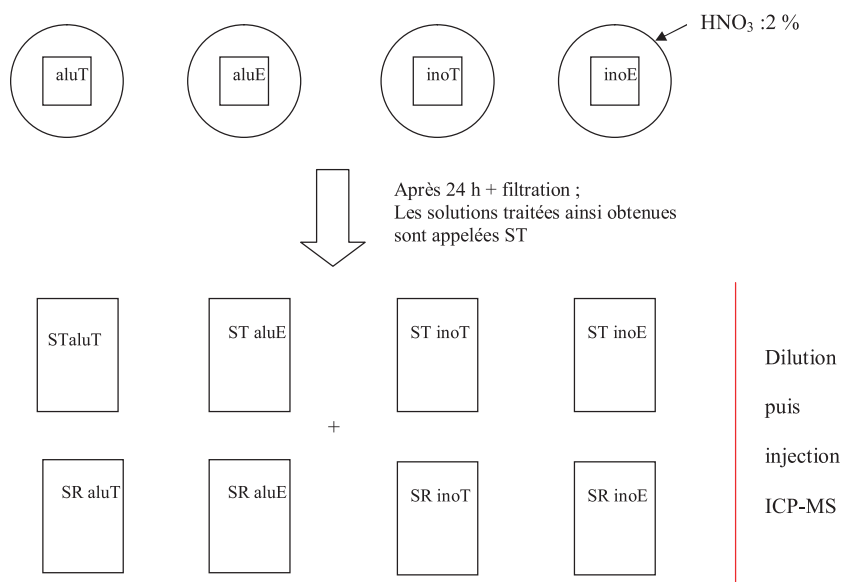 HNO₃ :2 %
aluT
aluE
inoT
inoE
Après 24 h + filtration ;
Les solutions traitées ainsi obtenues
sont appelées ST
STaluT
ST aluE
ST inoT
ST inoE
+
SR aluT
SR aluE
SR inoT
SR inoE
Dilution
puis
injection
ICP-MS